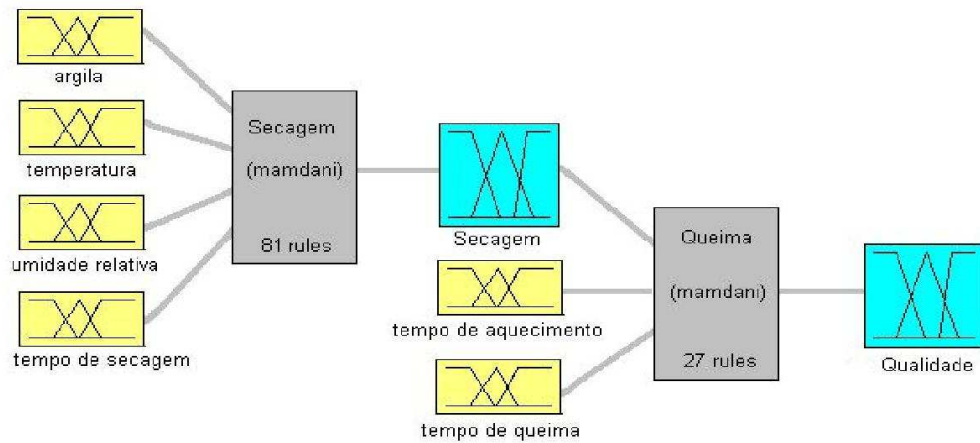 argila
temperatura
umidade relativa
tempo de secagem
Secagem
(mamdani)
81 rules
Secagem
tempo de aquecimento
tempo de queima
Queima
(mamdani)
27 rules
Qualidade